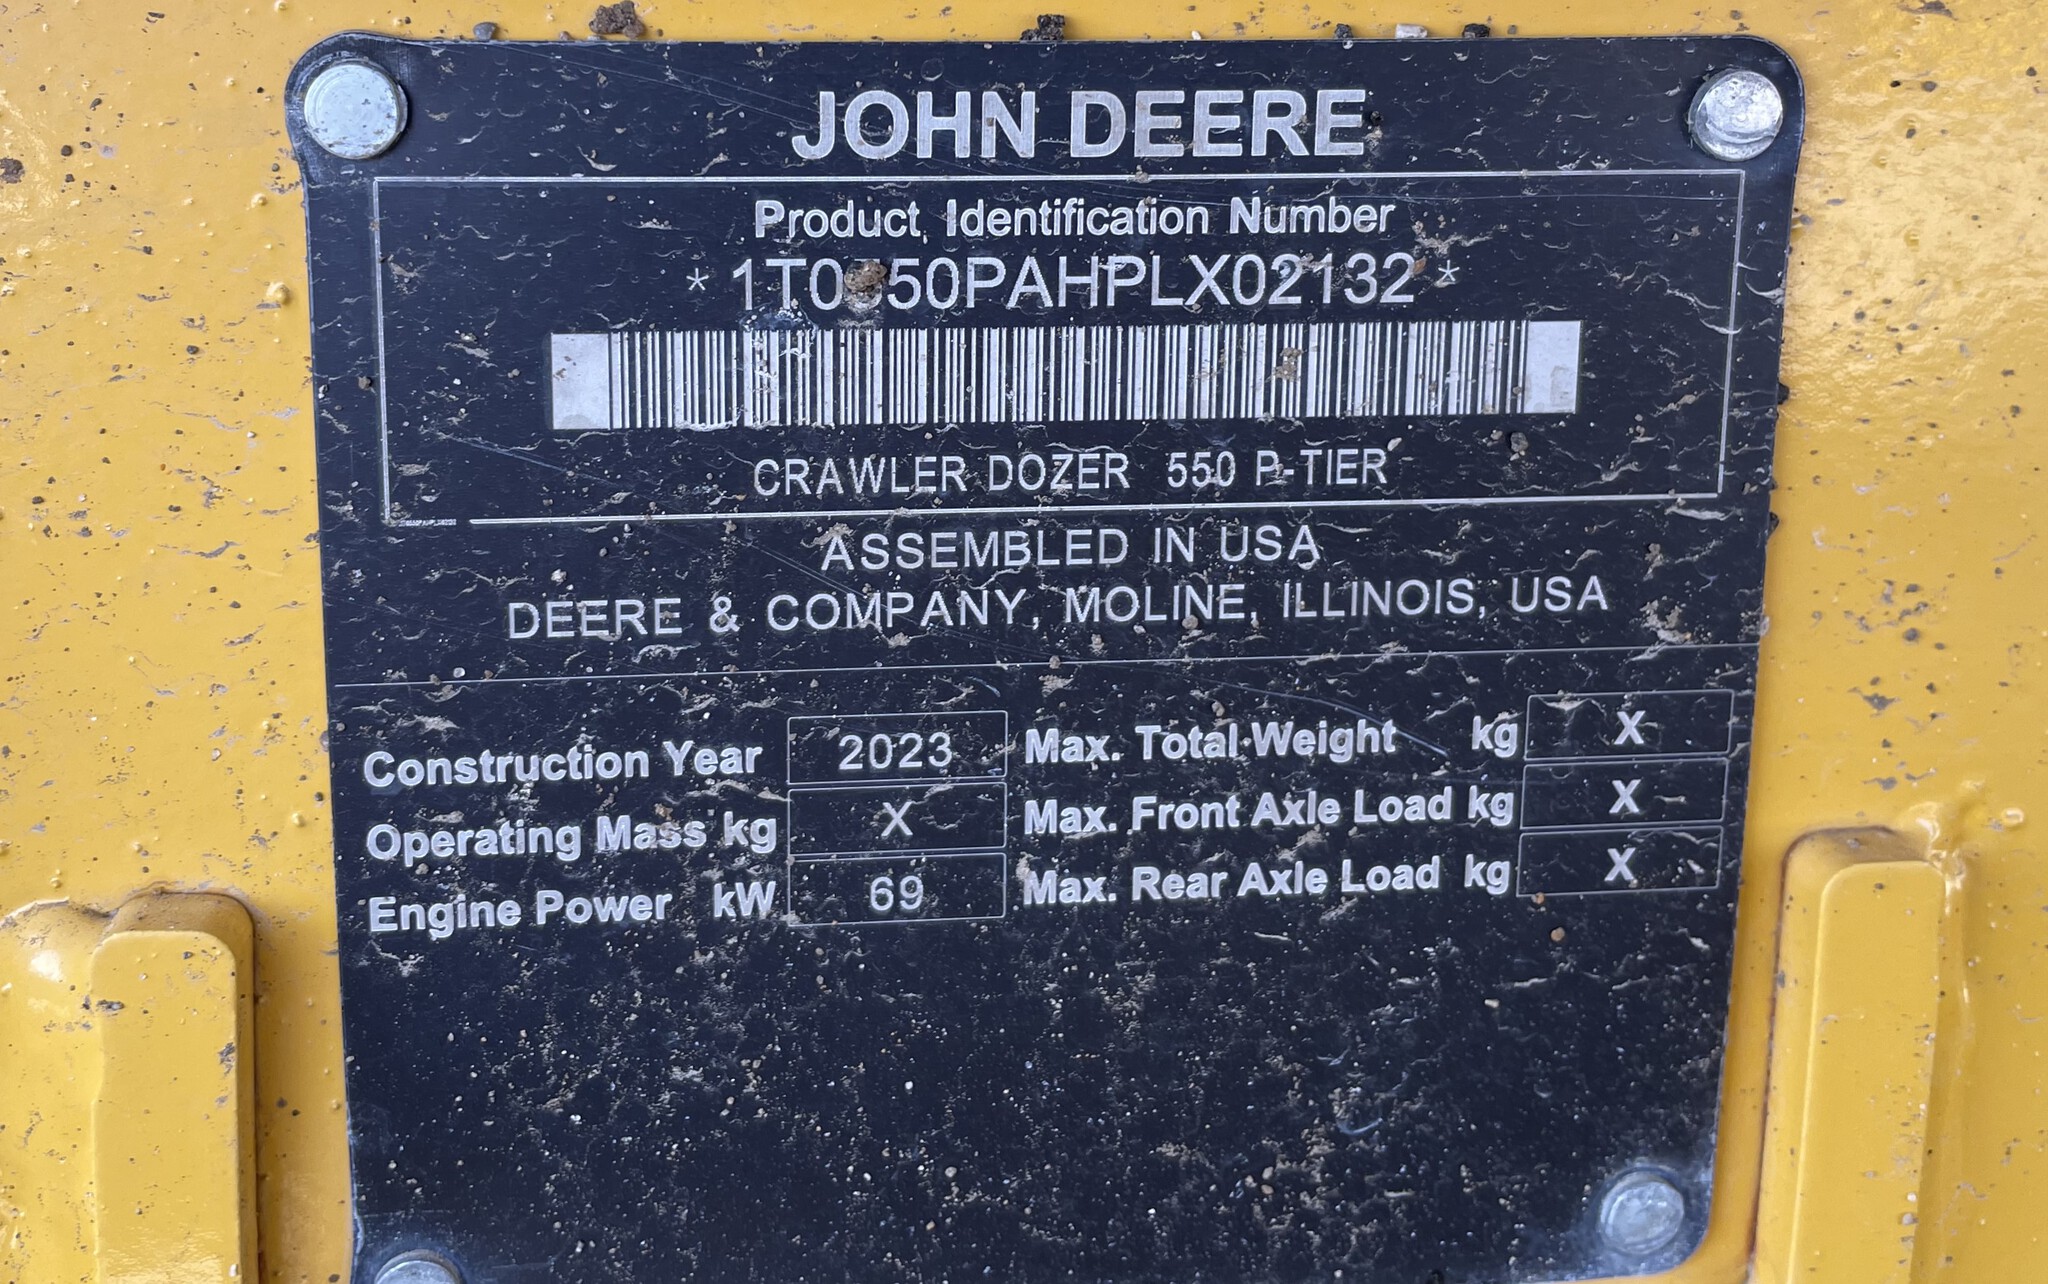 JOHN DEERE
Product Identification Number
*1T0550PAHPLX02132*
CRAWLER DOZER 550 P-TIER
ASSEMBLED IN USA
DEERE & COMPANY, MOLINE, ILLINOIS, USA
Construction Year 2023
Operating Mass kg X
Engine Power kW 69
Max. Total Weight kg X
Max. Front Axle Load kg X
Max. Rear Axle Load kg X